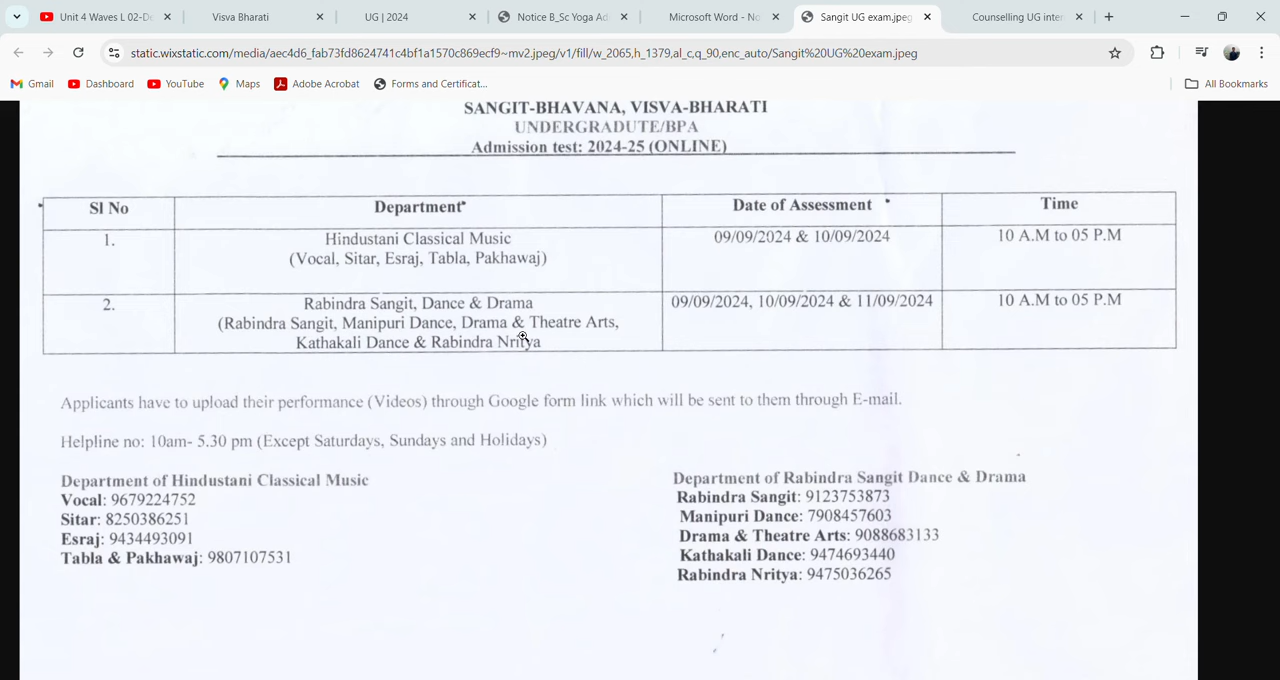 Unit 4 Waves L 02-D
Visva Bharati
UG | 2024
Notice B_Sc Yoga Ad
Microsoft Word - No
Sangit UG exam.jpeg
Counselling UG inter
static.wixstatic.com/media/aec4d6_fab73fd8624741c4bf1a1570c869ecf9~mv2.jpeg/v1/fill/w_2065,h_1379,al_c,q_90,enc_auto/Sangit%20UG%20exam.jpeg
Gmail Dashboard YouTube Maps Adobe Acrobat Forms and Certificat... All Bookmarks
SANGIT-BHAVANA, VISVA-BHARATI
UNDERGRADUTE/BPA
Admission test: 2024-25 (ONLINE)
Sl No Department Date of Assessment Time
1. Hindustani Classical Music 09/09/2024 & 10/09/2024 10 A.M to 05 P.M
(Vocal, Sitar, Esraj, Tabla, Pakhawaj)
2. Rabindra Sangit, Dance & Drama 09/09/2024, 10/09/2024 & 11/09/2024 10 A.M to 05 P.M
(Rabindra Sangit, Manipuri Dance, Drama & Theatre Arts,
Kathakali Dance & Rabindra Nritya
Applicants have to upload their performance (Videos) through Google form link which will be sent to them through E-mail.
Helpline no: 10am- 5.30 pm (Except Saturdays, Sundays and Holidays)
Department of Hindustani Classical Music
Vocal: 9679224752
Sitar: 8250386251
Esraj: 9434493091
Tabla & Pakhawaj: 9807107531
Department of Rabindra Sangit Dance & Drama
Rabindra Sangit: 9123753873
Manipuri Dance: 7908457603
Drama & Theatre Arts: 9088683133
Kathakali Dance: 9474693440
Rabindra Nritya: 9475036265